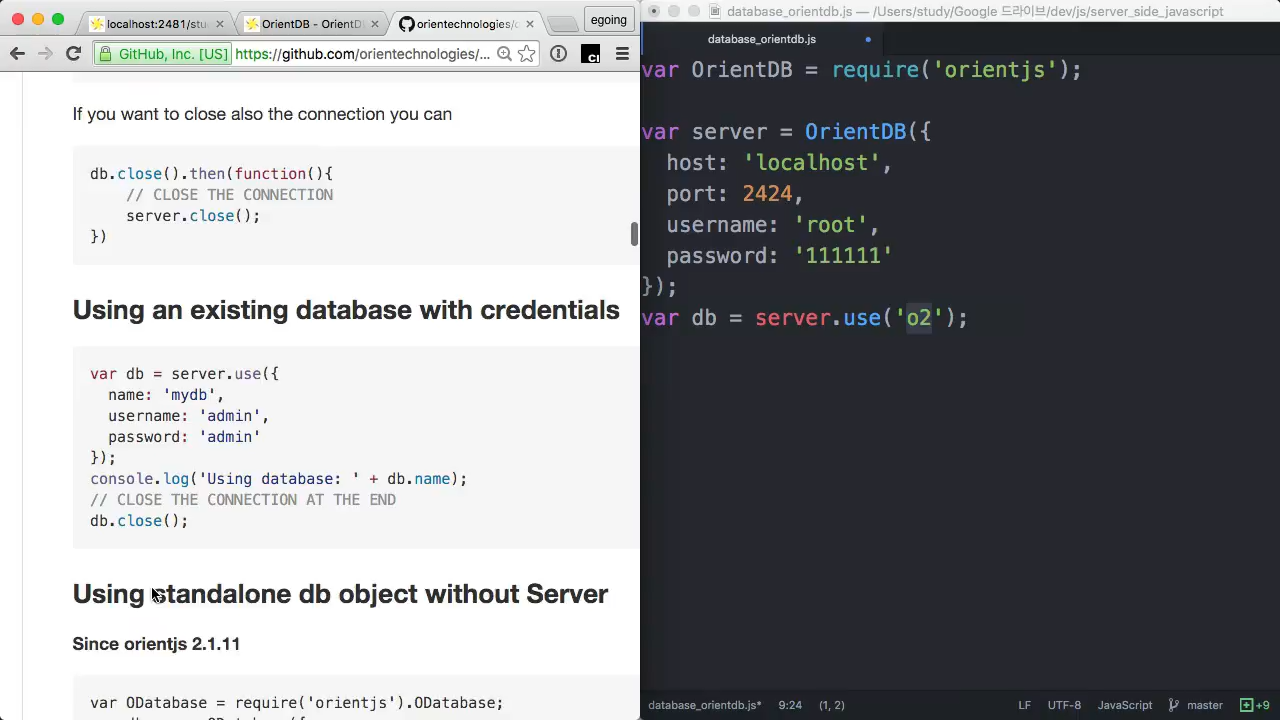 localhost:2481/stu
OrientDB - OrientD
orientechnologies/
egoing
GitHub, Inc. [US]
https://github.com/orientechnologies/...
If you want to close also the connection you can
db.close().then(function(){
// CLOSE THE CONNECTION
server.close();
})
Using an existing database with credentials
var db = server.use({
name: 'mydb',
username: 'admin',
password: 'admin'
});
console.log('Using database: ' + db.name);
// CLOSE THE CONNECTION AT THE END
db.close();
Using standalone db object without Server
Since orientjs 2.1.11
var ODatabase = require('orientjs').ODatabase;
database_orientdb.js — /Users/study/Google 드라이브/dev/js/server_side_javascript
database_orientdb.js
var OrientDB = require('orientjs');
var server = OrientDB({
host: 'localhost',
port: 2424,
username: 'root',
password: '111111'
});
var db = server.use('o2');
database_orientdb.js* 9:24 (1, 2) LF UTF-8 JavaScript master +9